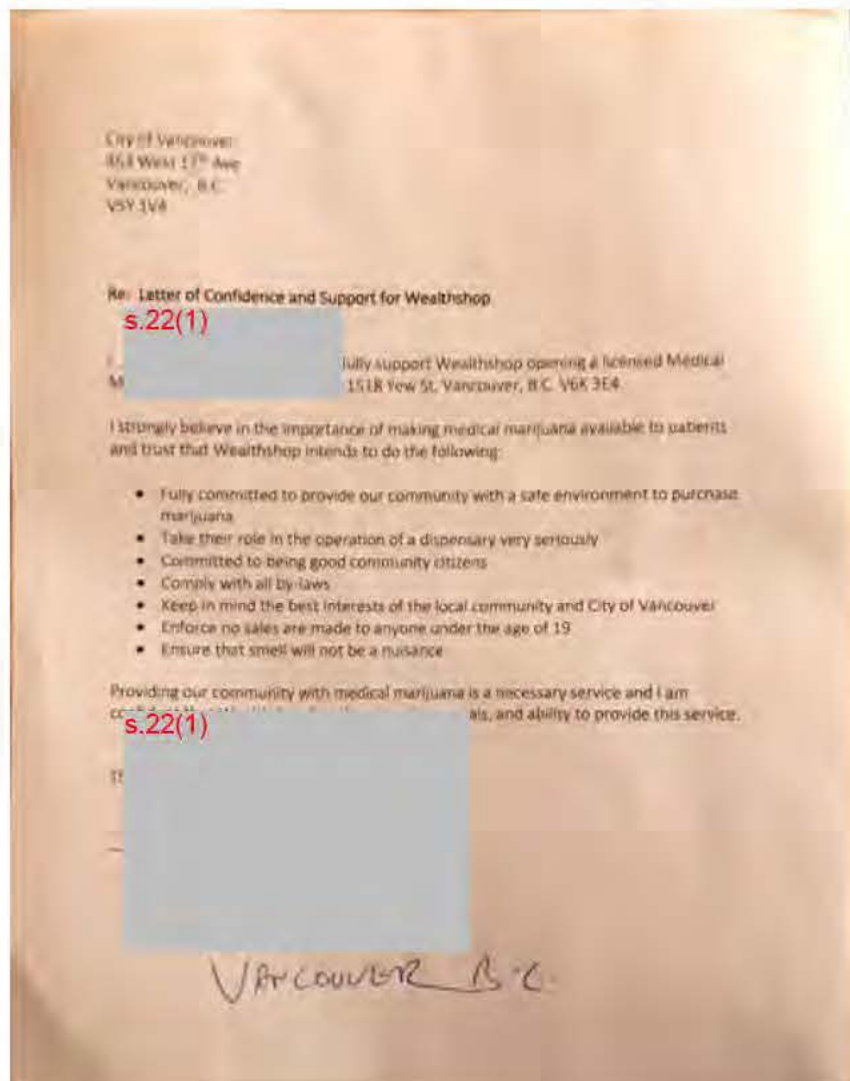 City of Vancouver
453 West 12th Ave
Vancouver, B.C.
V5Y 1V4
Re: Letter of Confidence and Support for Wealthshop
s.22(1)
fully support Wealthshop opening a licensed Medical
M 1518 Yew St. Vancouver, B.C. V6K 3E4
I strongly believe in the importance of making medical marijuana available to patients
and trust that Wealthshop intends to do the following:
• Fully committed to provide our community with a safe environment to purchase
marijuana
• Take their role in the operation of a dispensary very seriously
• Committed to being good community citizens
• Comply with all by-laws
• Keep in mind the best interests of the local community and City of Vancouver
• Enforce no sales are made to anyone under the age of 19
• Ensure that smell will not be a nuisance
Providing our community with medical marijuana is a necessary service and I am
als, and ability to provide this service.
s.22(1)
VANCOUVER B.C.